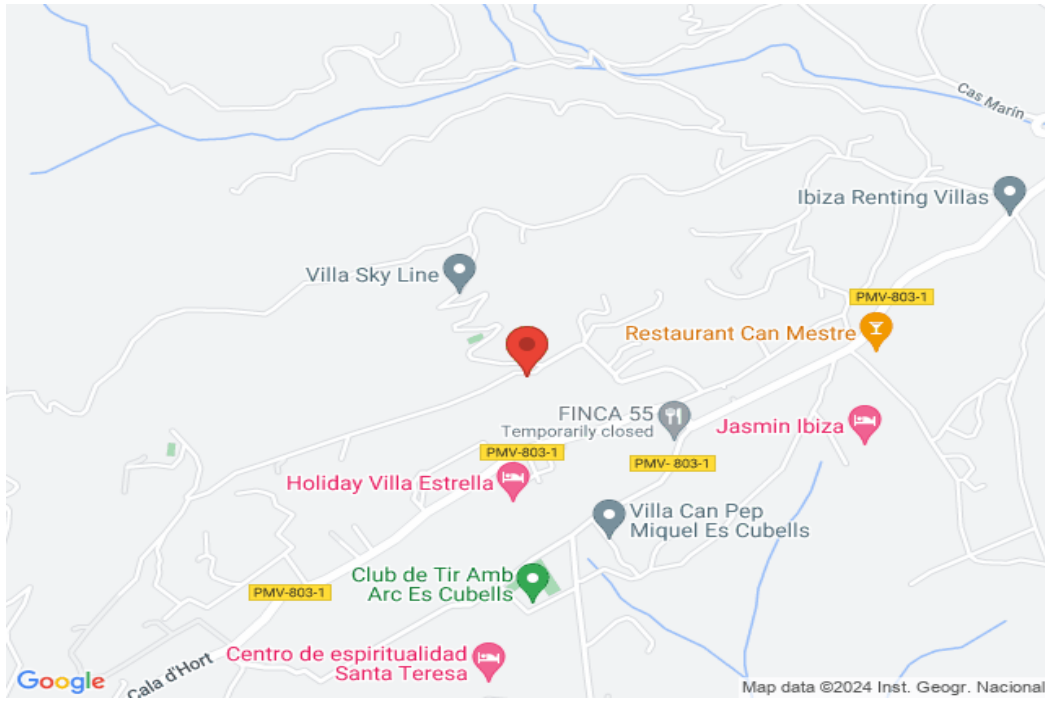 Cas Marín
Ibiza Renting Villas
Villa Sky Line
PMV-803-1
Restaurant Can Mestre
FINCA 55
Temporarily closed
Jasmin Ibiza
PMV-803-1
PMV- 803-1
Holiday Villa Estrella
Villa Can Pep
Miquel Es Cubells
Club de Tir Amb
Arc Es Cubells
PMV-803-1
Centro de espiritualidad
Santa Teresa
Cala d'Hort
Google
Map data ©2024 Inst. Geogr. Nacional